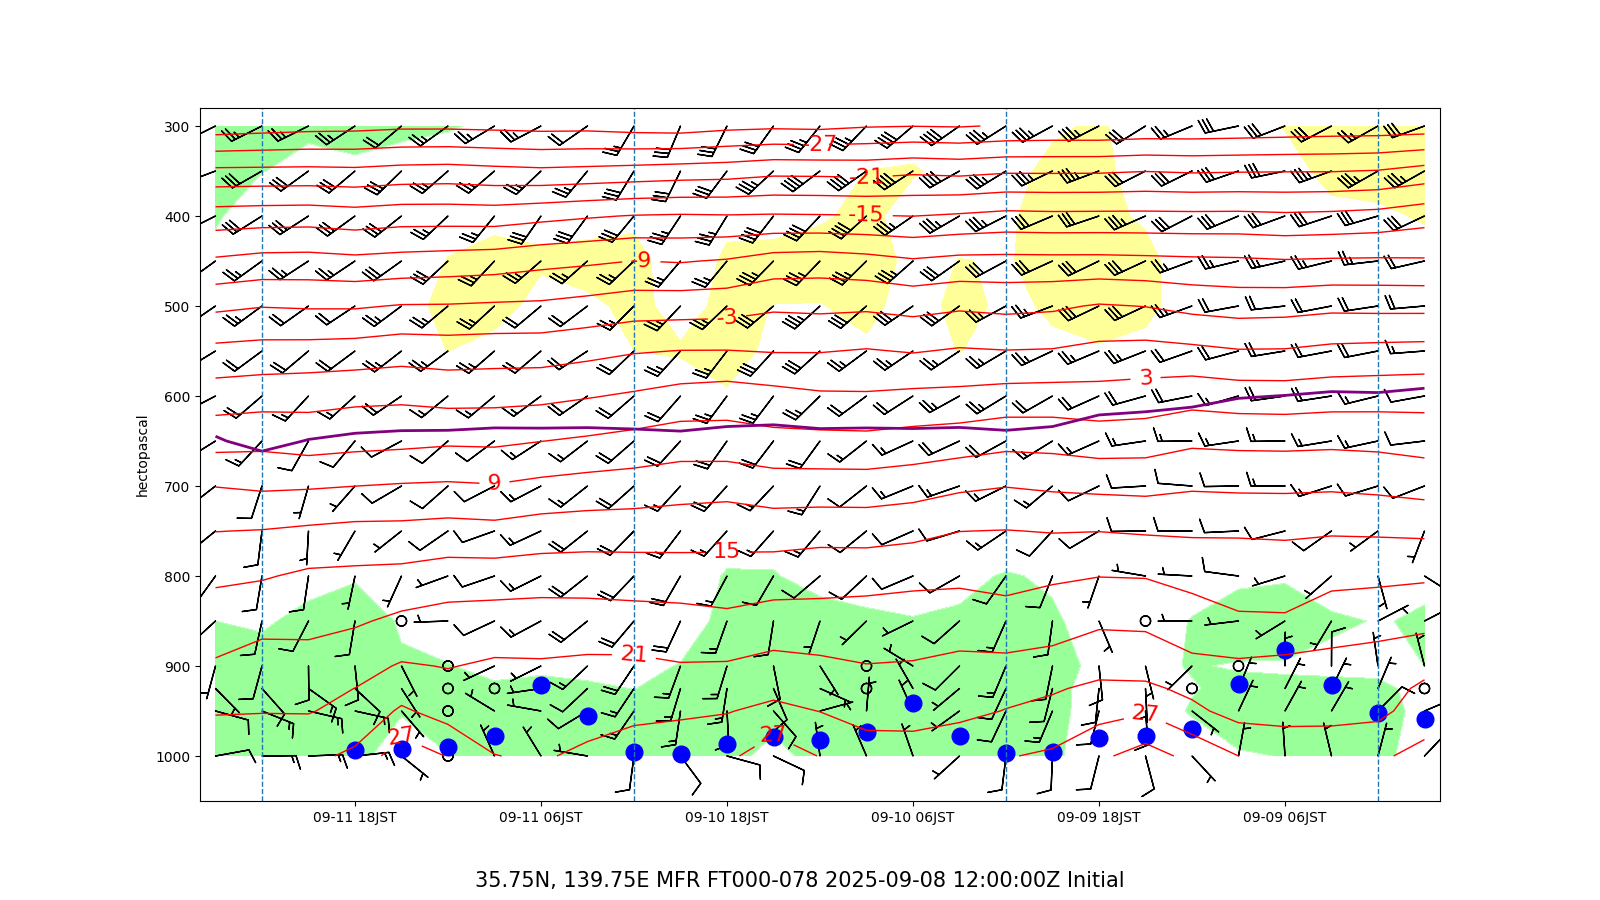 300
400
500
600
700
800
900
1000
hectopascal
-27
-21
-15
-9
-3
3
9
15
21
27
27
27
09-11 18JST
09-11 06JST
09-10 18JST
09-10 06JST
09-09 18JST
09-09 06JST
35.75N, 139.75E MFR FT000-078 2025-09-08 12:00:00Z Initial